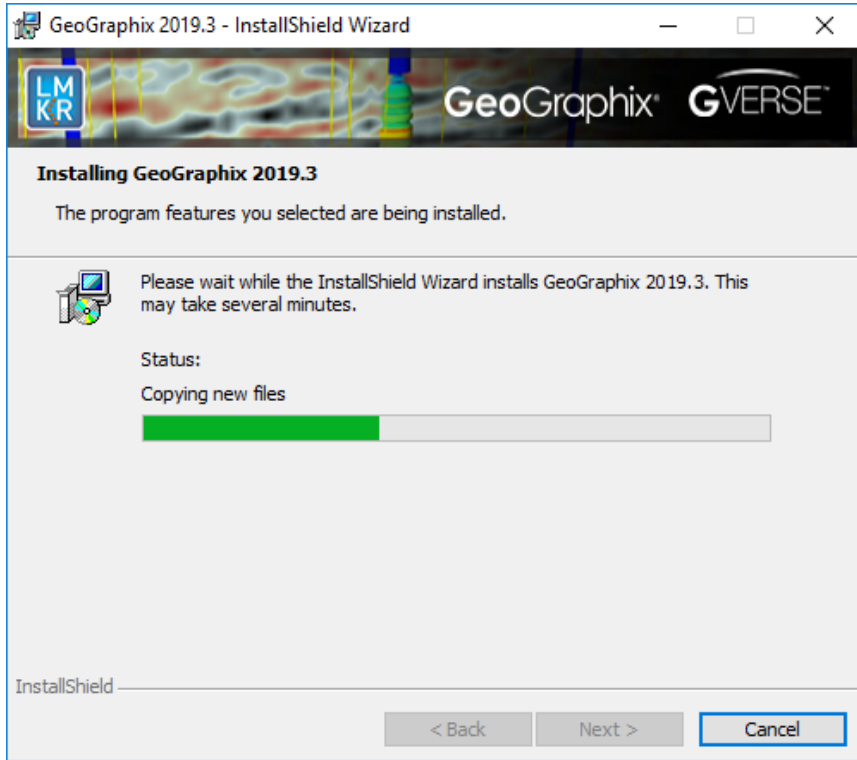 GeoGraphix 2019.3 - InstallShield Wizard
LM
KR
GeoGraphix® GVERSE™
Installing GeoGraphix 2019.3
The program features you selected are being installed.
Please wait while the InstallShield Wizard installs GeoGraphix 2019.3. This
may take several minutes.
Status:
Copying new files
InstallShield
< Back Next > Cancel